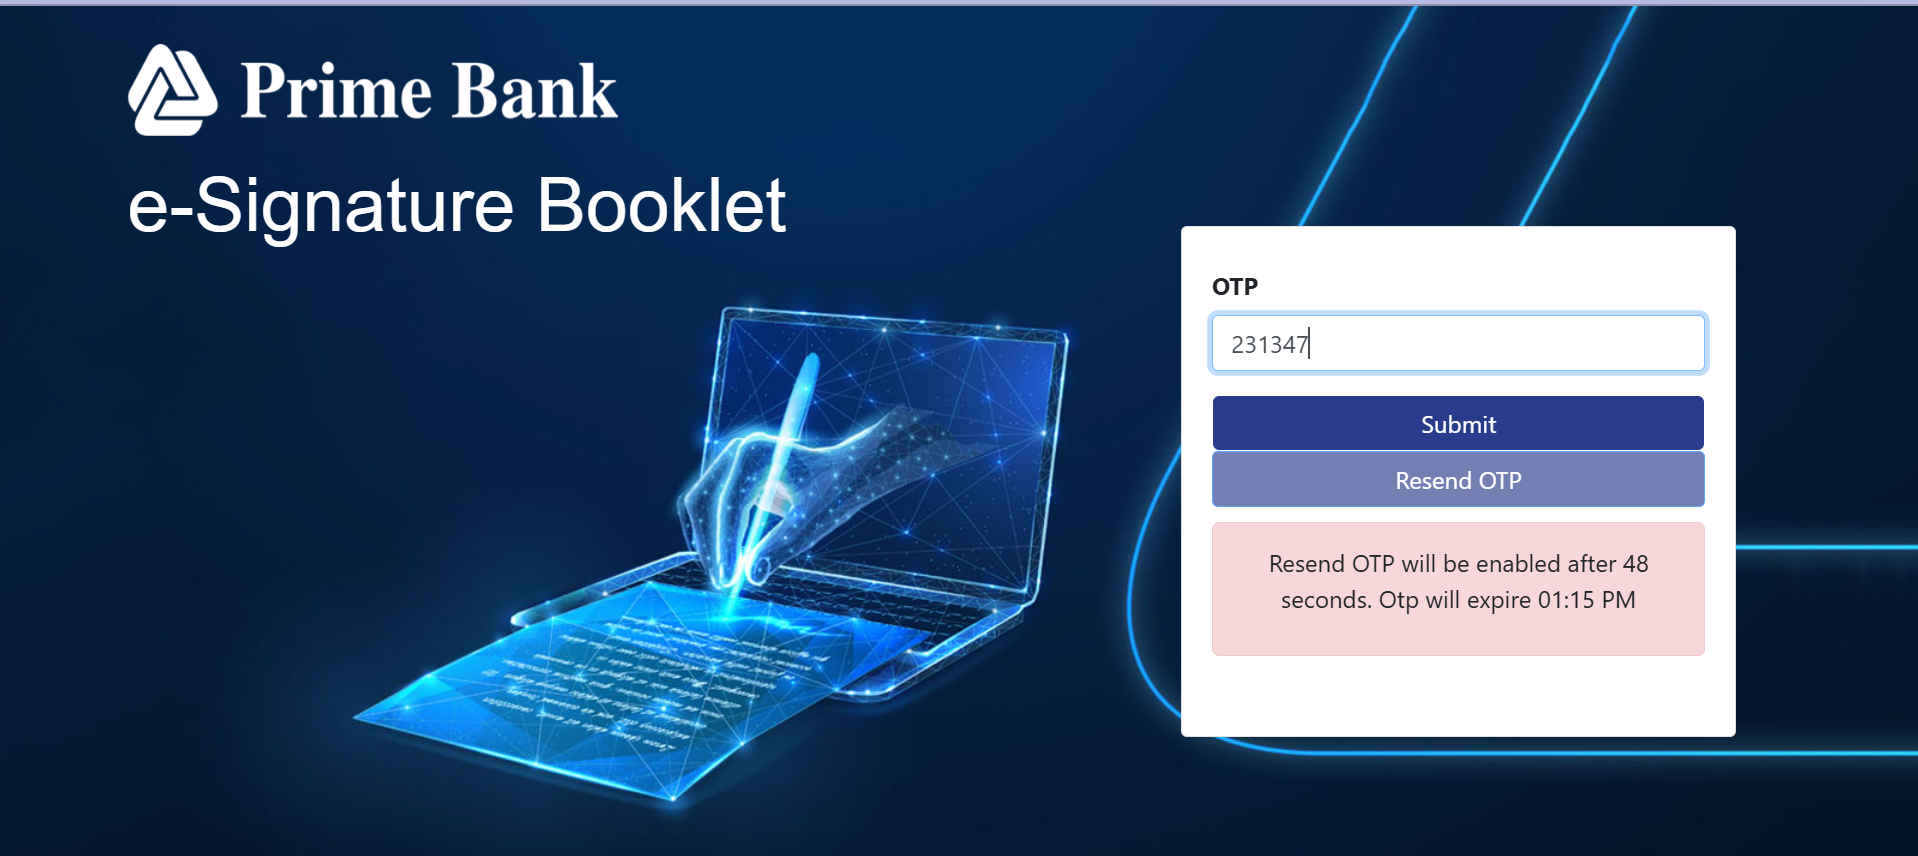 Prime Bank
e-Signature Booklet
OTP
231347
Submit
Resend OTP
Resend OTP will be enabled after 48
seconds. Otp will expire 01:15 PM